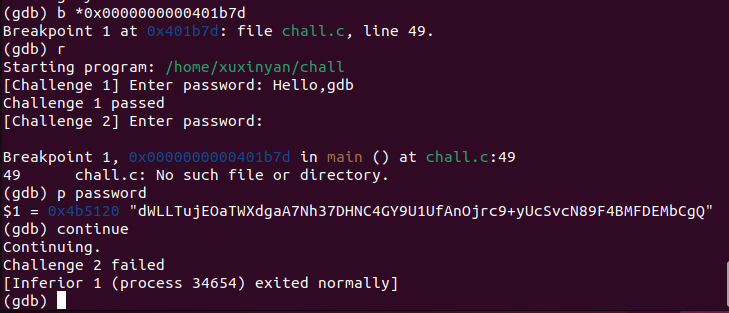 (gdb) b *0x0000000000401b7d
Breakpoint 1 at 0x401b7d: file chall.c, line 49.
(gdb) r
Starting program: /home/xuxinyan/chall
[Challenge 1] Enter password: Hello,gdb
Challenge 1 passed
[Challenge 2] Enter password:
Breakpoint 1, 0x0000000000401b7d in main () at chall.c:49
49      chall.c: No such file or directory.
(gdb) p password
$1 = 0x4b5120 "dWLLTujEOaTWXdgaA7Nh37DHNC4GY9U1UfAnOjrc9+yUcSvcN89F4BMFDEMbCgQ"
(gdb) continue
Continuing.
Challenge 2 failed
[Inferior 1 (process 34654) exited normally]
(gdb)